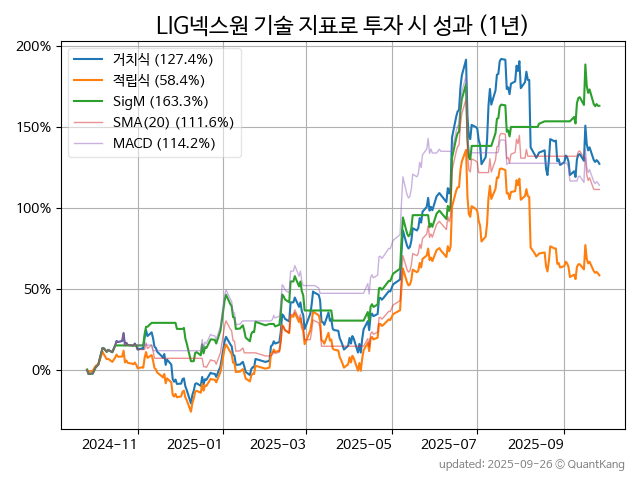 LIG넥스원 기술 지표로 투자 시 성과 (1년)
200%
150%
100%
50%
0%
거치식 (127.4%)
적립식 (58.4%)
SigM (163.3%)
SMA(20) (111.6%)
MACD (114.2%)
2024-11
2025-01
2025-03
2025-05
2025-07
2025-09
updated: 2025-09-26 © QuantKang